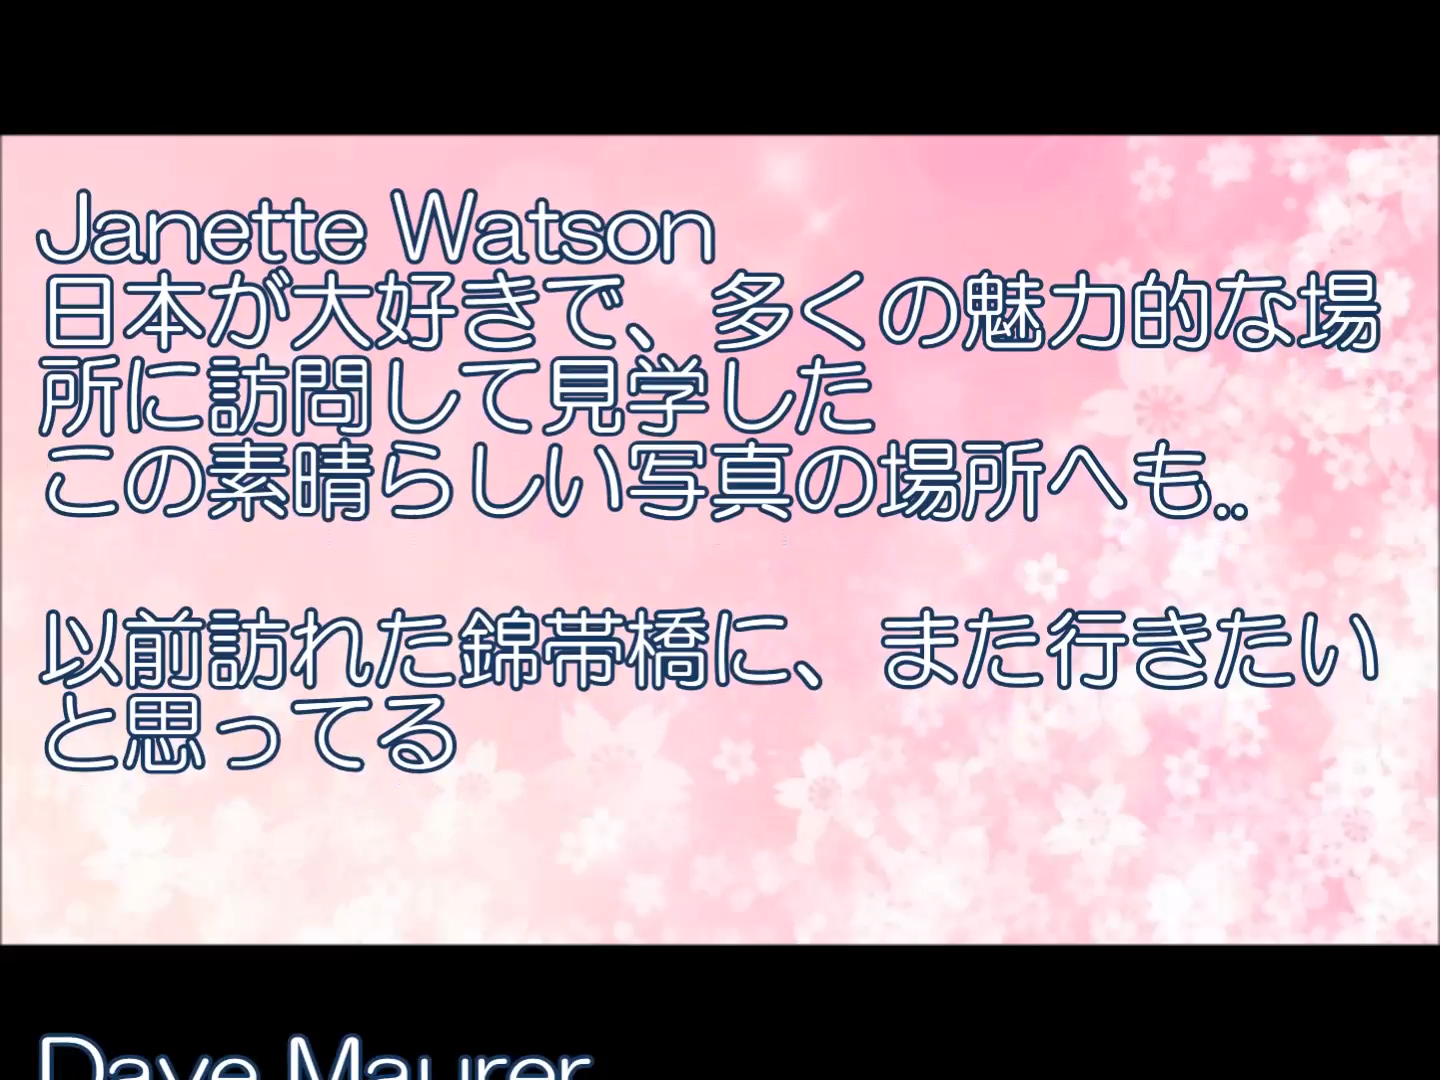 Janette Watson
日本が大好きで、多くの魅力的な場
所に訪問して見学した
この素晴らしい写真の場所へも..
以前訪れた錦帯橋に、また行きたい
と思ってる
Dave Maurer